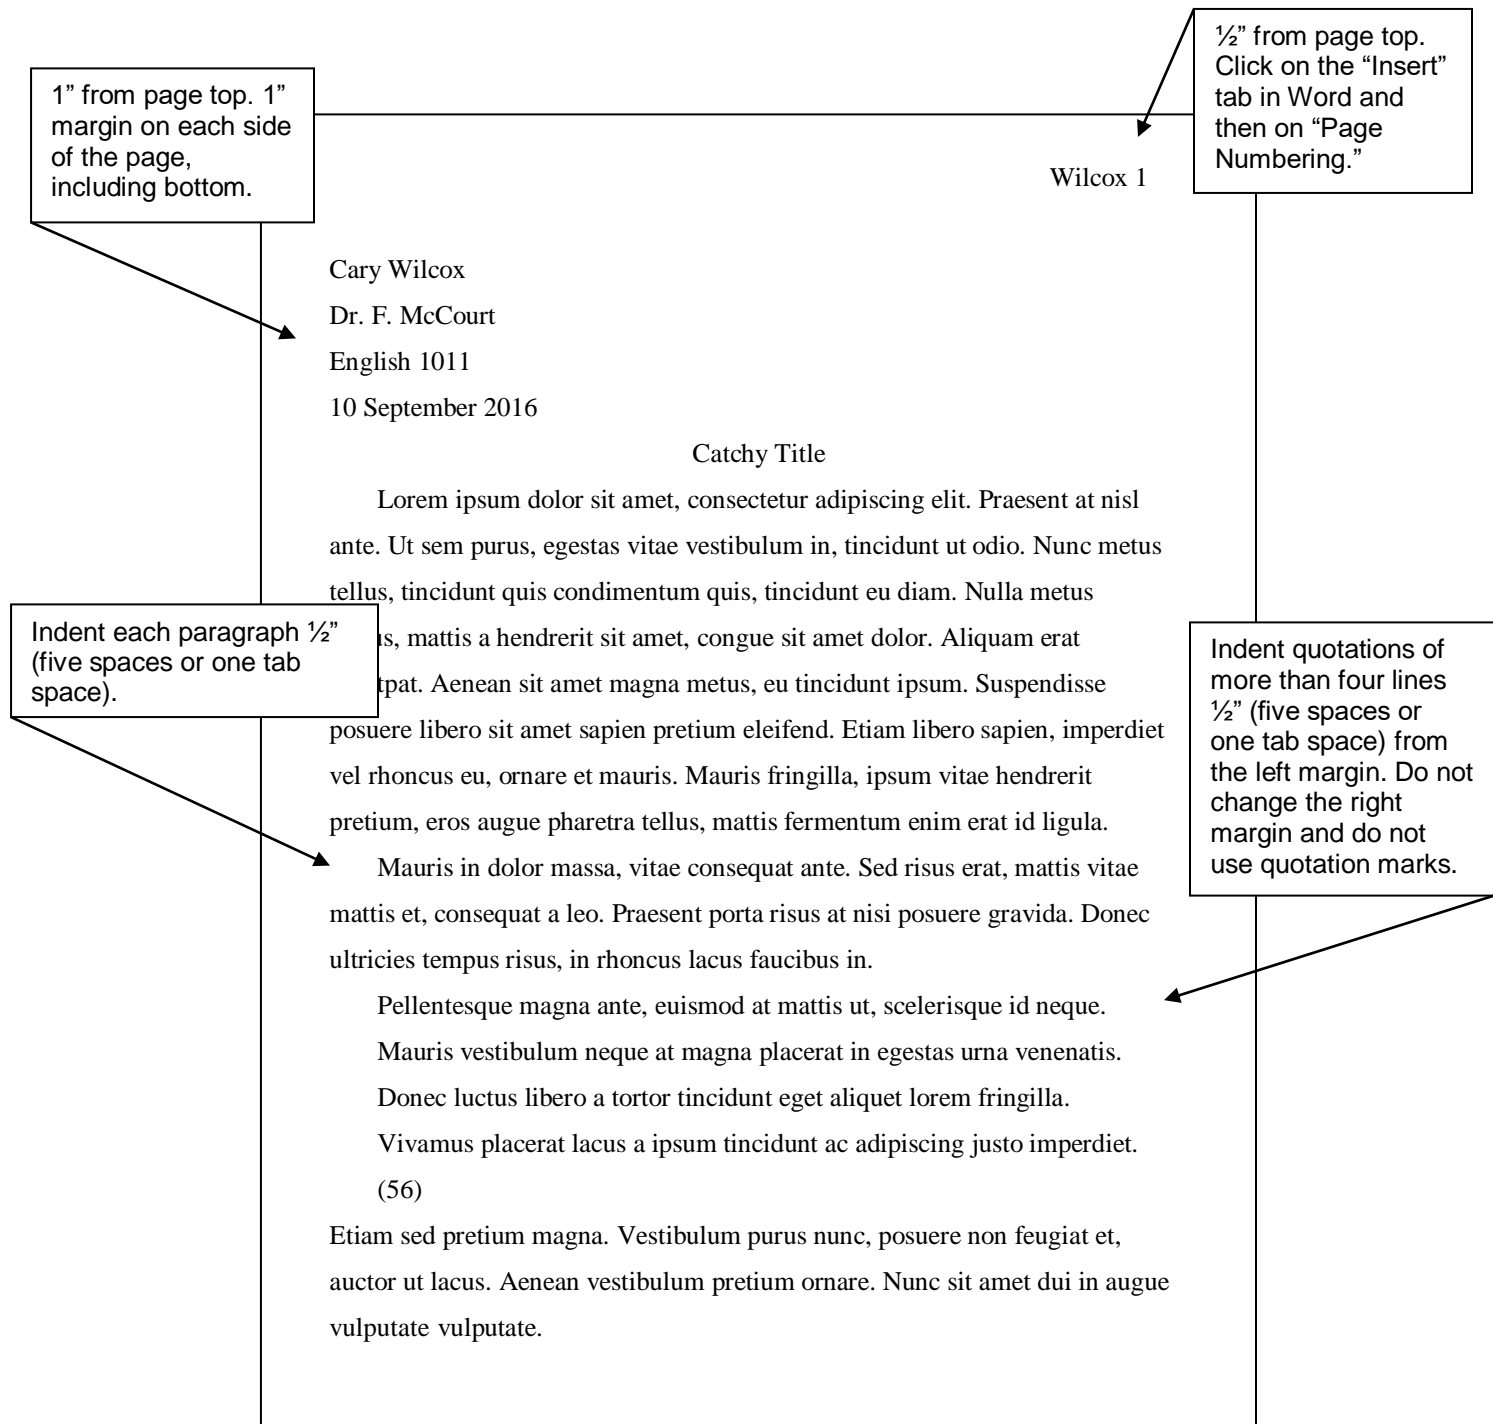 ½” from page top.
Click on the “Insert”
tab in Word and
then on “Page
Numbering.”
1” from page top. 1”
margin on each side
of the page,
including bottom.
Wilcox 1
Cary Wilcox
Dr. F. McCourt
English 1011
10 September 2016
Catchy Title
Lorem ipsum dolor sit amet, consectetur adipiscing elit. Praesent at nisl
ante. Ut sem purus, egestas vitae vestibulum in, tincidunt ut odio. Nunc metus
tellus, tincidunt quis condimentum quis, tincidunt eu diam. Nulla metus
mattis a hendrerit sit amet, congue sit amet dolor. Aliquam erat
Aenean sit amet magna metus, eu tincidunt ipsum. Suspendisse
posuere libero sit amet sapien pretium eleifend. Etiam libero sapien, imperdiet
vel rhoncus eu, ornare et mauris. Mauris fringilla, ipsum vitae hendrerit
pretium, eros augue pharetra tellus, mattis fermentum enim erat id ligula.
Indent each paragraph ½”
(five spaces or one tab
space).
Indent quotations of
more than four lines
½” (five spaces or
one tab space) from
the left margin. Do not
change the right
margin and do not
use quotation marks.
Mauris in dolor massa, vitae consequat ante. Sed risus erat, mattis vitae
mattis et, consequat a leo. Praesent porta risus at nisi posuere gravida. Donec
ultricies tempus risus, in rhoncus lacus faucibus in.
Pellentesque magna ante, euismod at mattis ut, scelerisque id neque.
Mauris vestibulum neque at magna placerat in egestas urna venenatis.
Donec luctus libero a tortor tincidunt eget aliquet lorem fringilla.
Vivamus placerat lacus a ipsum tincidunt ac adipiscing justo imperdiet.
(56)
Etiam sed pretium magna. Vestibulum purus nunc, posuere non feugiat et,
auctor ut lacus. Aenean vestibulum pretium ornare. Nunc sit amet dui in augue
vulputate vulputate.